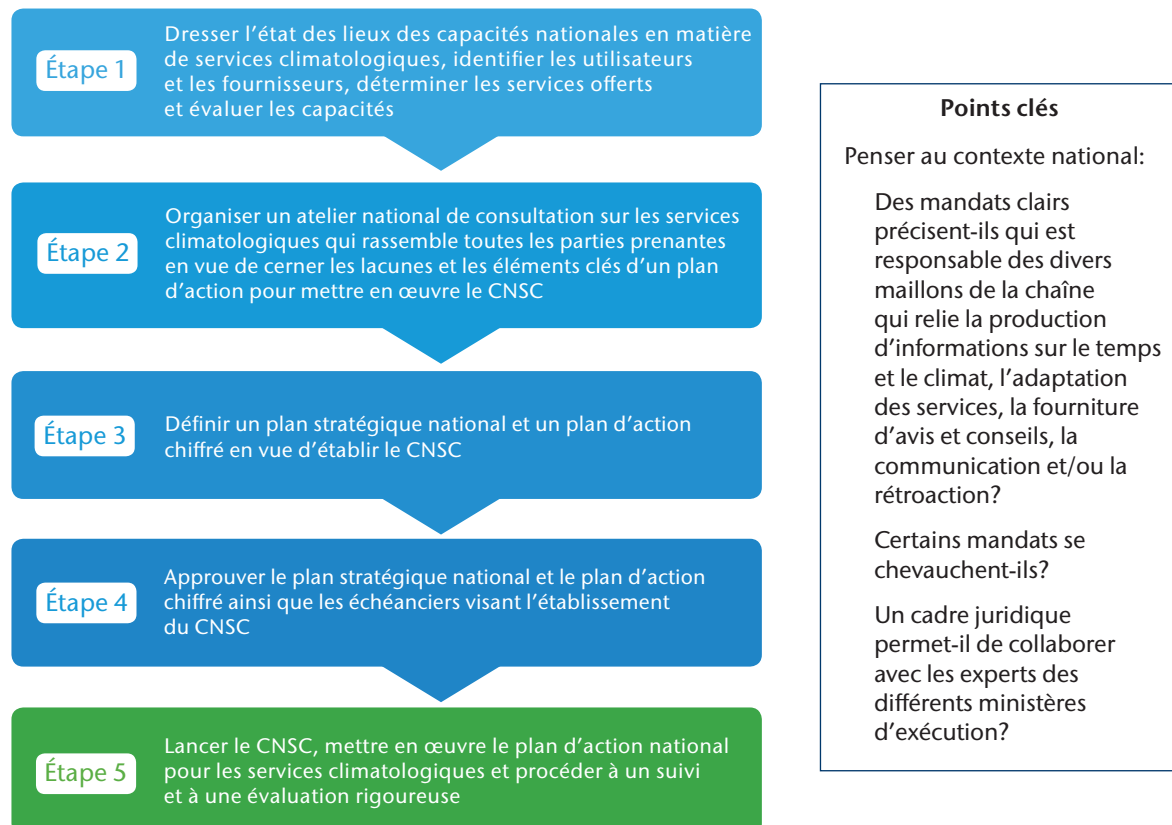 Étape 1
Dresser l’état des lieux des capacités nationales en matière
de services climatologiques, identifier les utilisateurs
et les fournisseurs, déterminer les services offerts
et évaluer les capacités
Étape 2
Organiser un atelier national de consultation sur les services
climatologiques qui rassemble toutes les parties prenantes
en vue de cerner les lacunes et les éléments clés d’un plan
d’action pour mettre en œuvre le CNSC
Étape 3
Définir un plan stratégique national et un plan d’action
chiffré en vue d’établir le CNSC
Étape 4
Approuver le plan stratégique national et le plan d’action
chiffré ainsi que les échéanciers visant l’établissement
du CNSC
Étape 5
Lancer le CNSC, mettre en œuvre le plan d’action national
pour les services climatologiques et procéder à un suivi
et à une évaluation rigoureuse
Points clés
Penser au contexte national:
Des mandats clairs
précisent-ils qui est
responsable des divers
maillons de la chaîne
qui relie la production
d’informations sur le temps
et le climat, l’adaptation
des services, la fourniture
d’avis et conseils, la
communication et/ou la
rétroaction?
Certains mandats se
chevauchent-ils?
Un cadre juridique
permet-il de collaborer
avec les experts des
différents ministères
d’exécution?